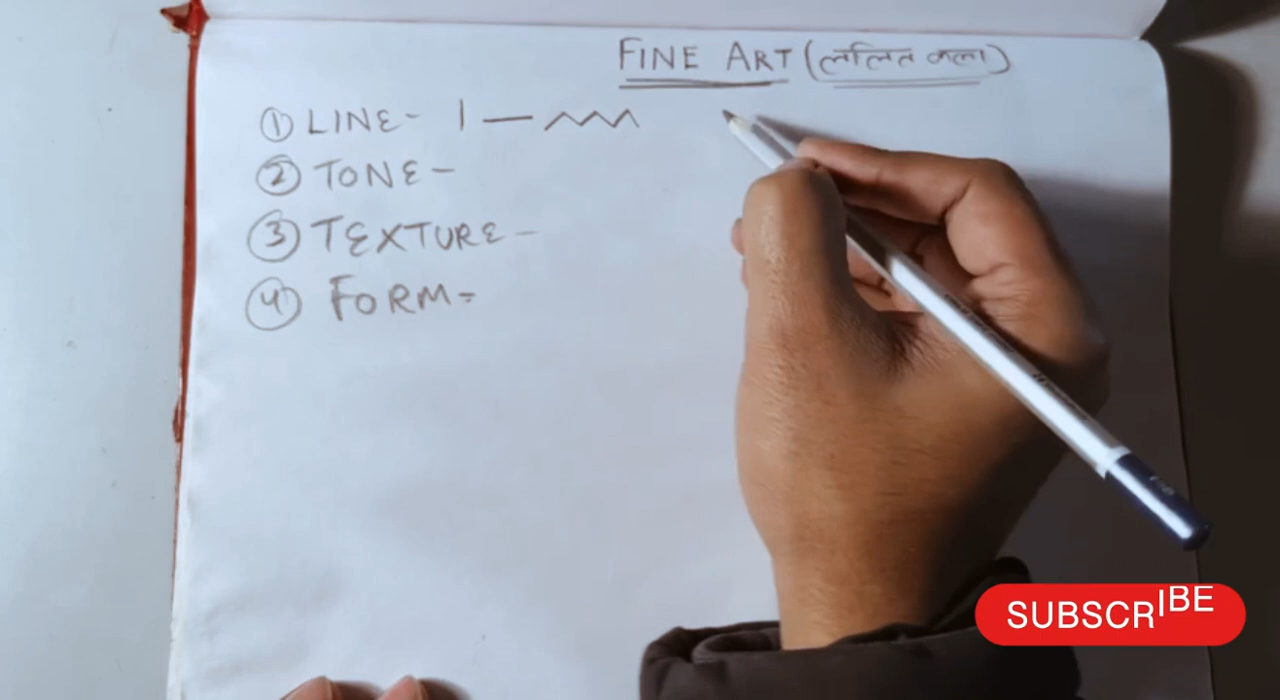 FINE ART (ललित कला)
① LINE -
② TONE -
③ TEXTURE -
④ FORM -
SUBSCRIBE